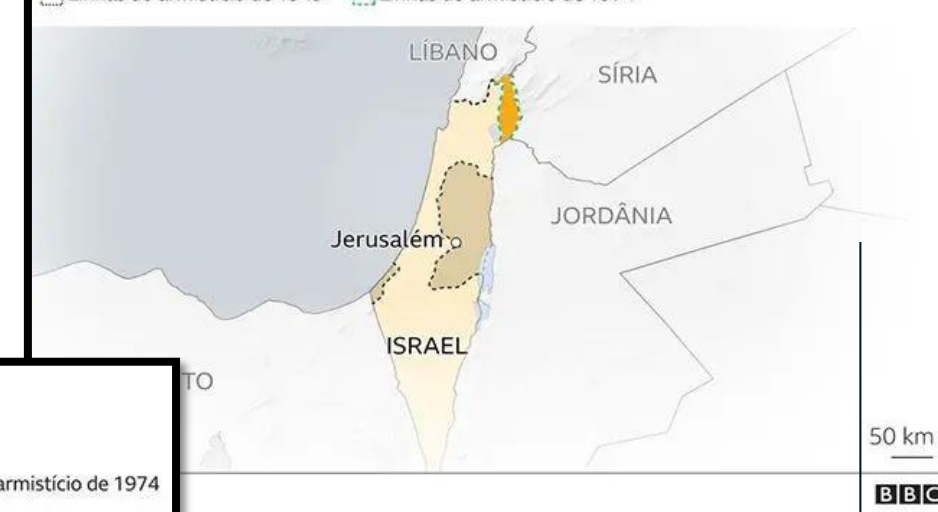 LÍBANO
SÍRIA
JORDÂNIA
Jerusalém
ISRAEL
TO
50 km
armistício de 1974
BBC